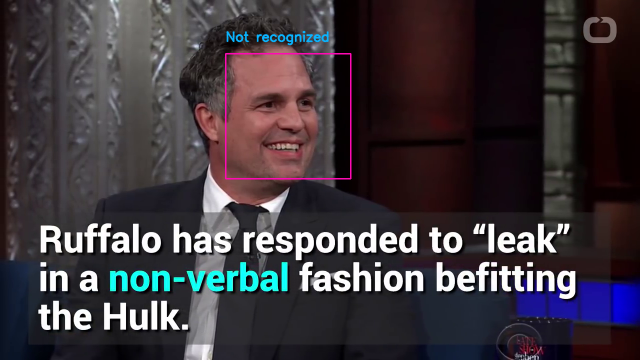 Not recognized
Ruffalo has responded to “leak”
in a non-verbal fashion befitting
the Hulk.